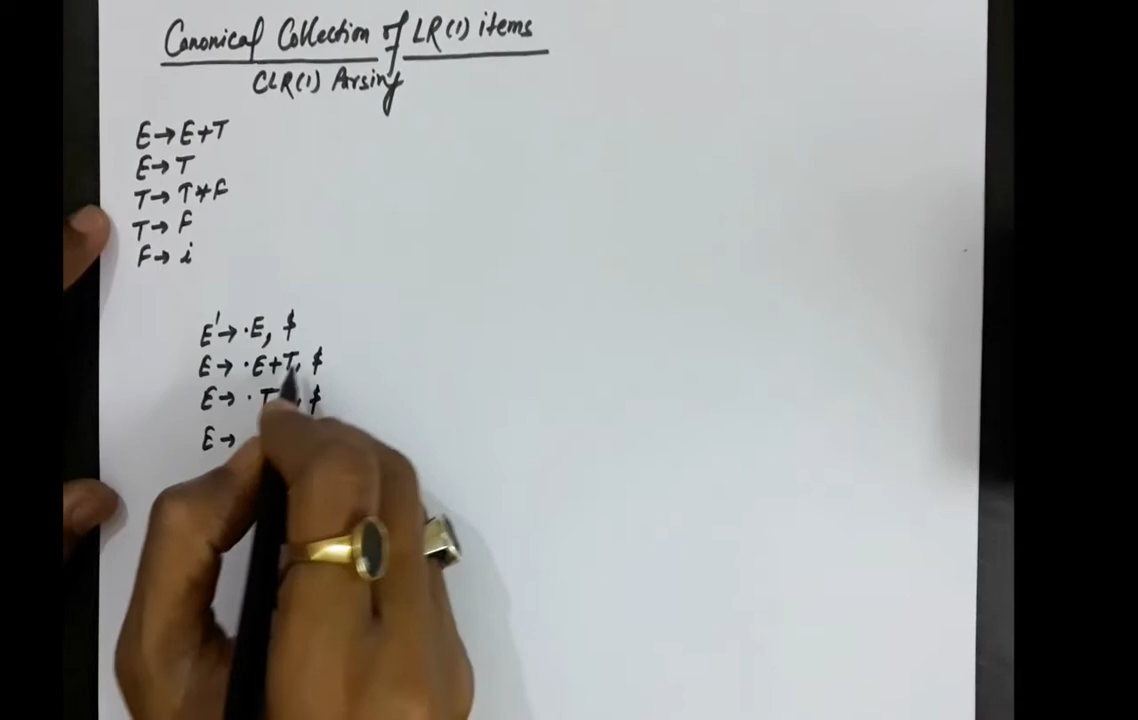 Canonical Collection of LR(1) items
CLR(1) Parsing
E→ E+T
E→ T
T→ T*F
T→ F
F→ i
E'→ ·E, $
E→ ·E+T, $
E→ ·T , $
E→